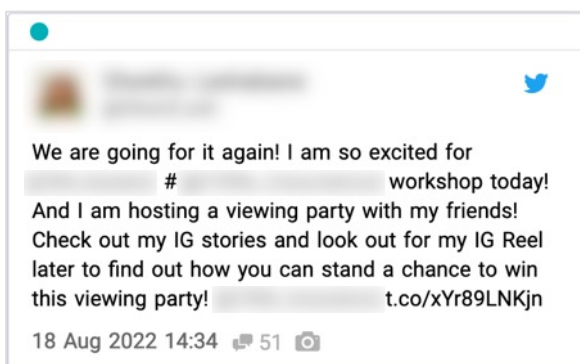 We are going for it again! I am so excited for
# workshop today!
And I am hosting a viewing party with my friends!
Check out my IG stories and look out for my IG Reel
later to find out how you can stand a chance to win
this viewing party! t.co/xYr89LNKjn
18 Aug 2022 14:34 51